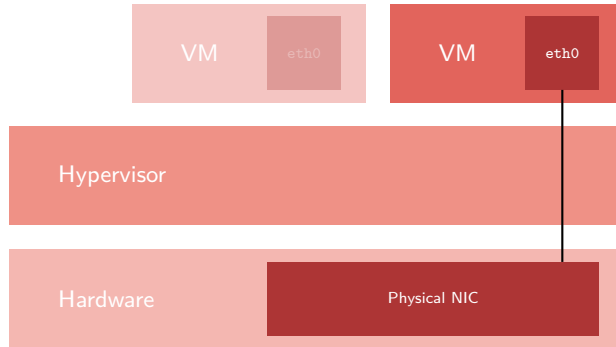 VM
eth0
VM
eth0
Hypervisor
Hardware
Physical NIC